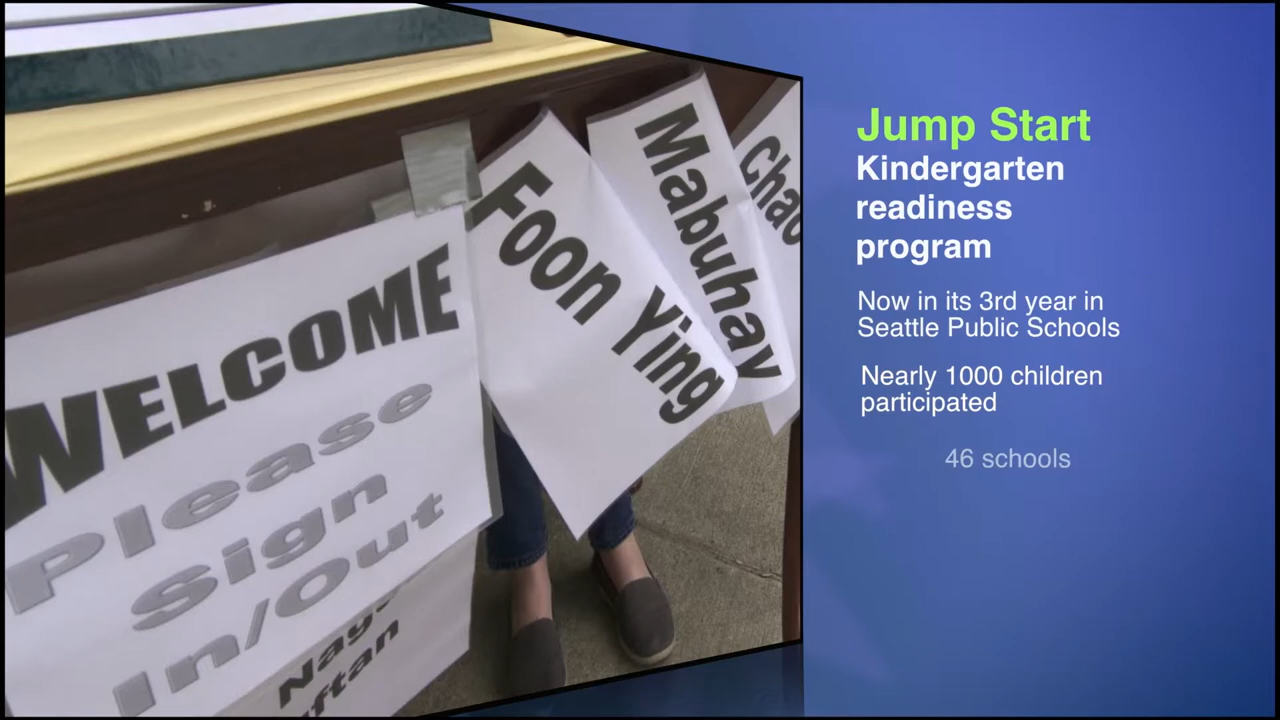 WELCOME
Please
Sign
In/Out
Foon Ying
Mabuhay
Chao
Jump Start
Kindergarten
readiness
program
Now in its 3rd year in
Seattle Public Schools
Nearly 1000 children
participated
46 schools